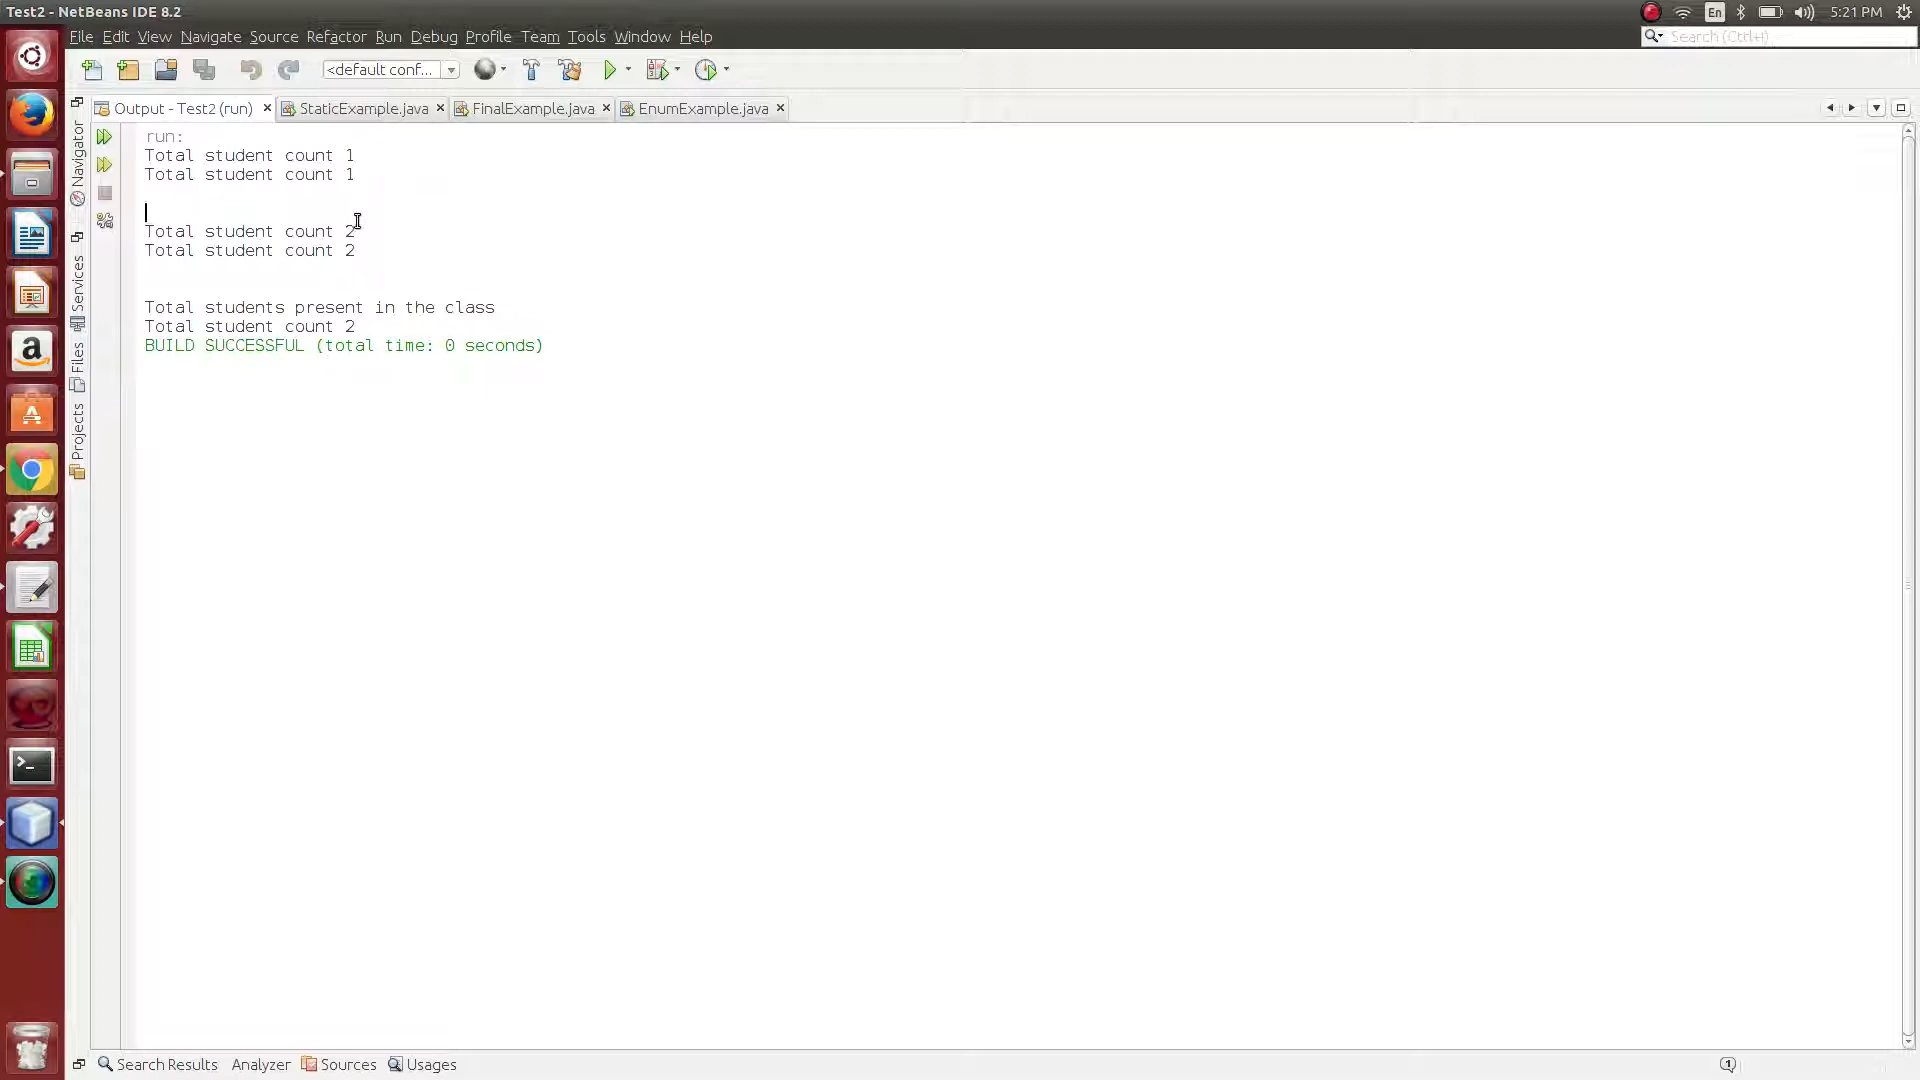 Test2 - NetBeans IDE 8.2
En
5:21 PM
File Edit View Navigate Source Refactor Run Debug Profile Team Tools Window Help
Search (Ctrl+I)
<default conf...
Output - Test2 (run)
StaticExample.java
FinalExample.java
EnumExample.java
Navigator
Services
Files
Projects
run:
Total student count 1
Total student count 1
Total student count 2
Total student count 2
Total students present in the class
Total student count 2
BUILD SUCCESSFUL (total time: 0 seconds)
Search Results
Analyzer
Sources
Usages
1